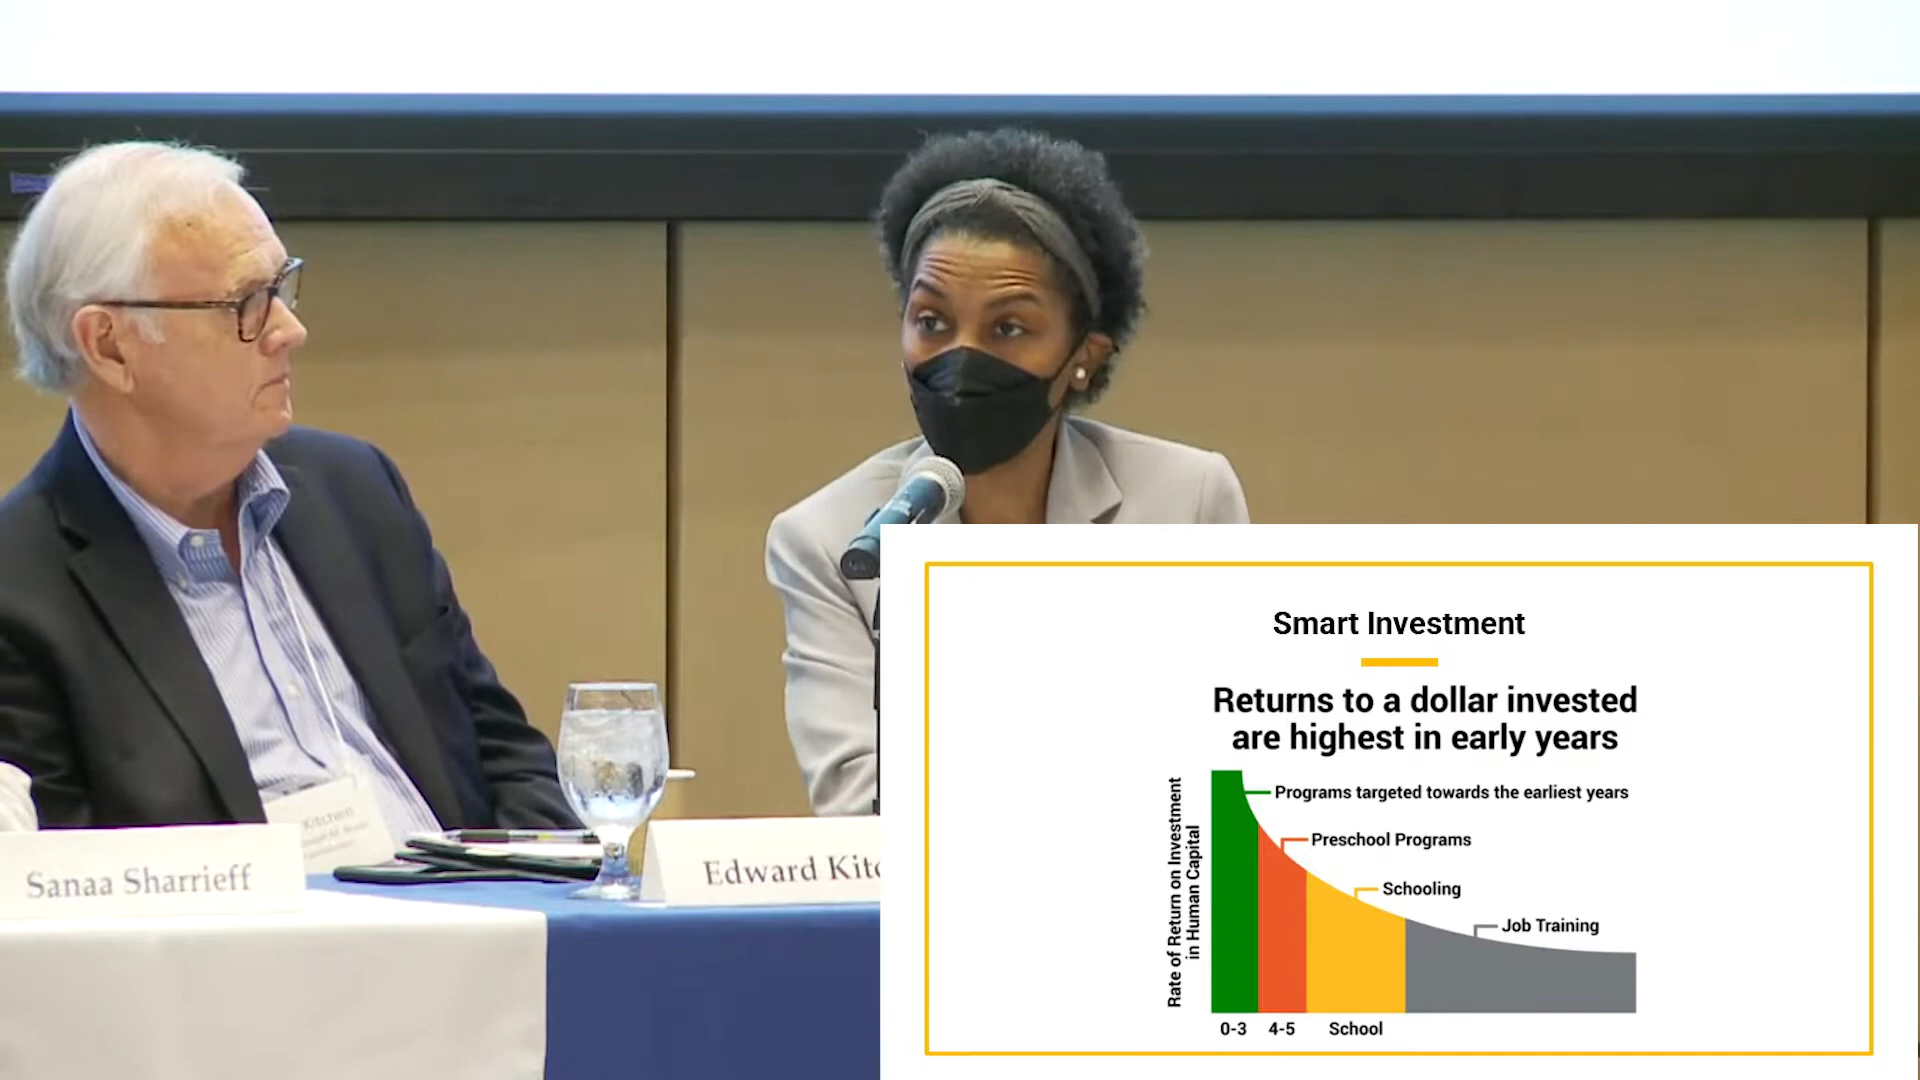 Sanaa Sharrieff
Edward Kitc
Kitchen
Smart Investment
Returns to a dollar invested
are highest in early years
Rate of Return on Investment
in Human Capital
Programs targeted towards the earliest years
Preschool Programs
Schooling
Job Training
0-3 4-5 School